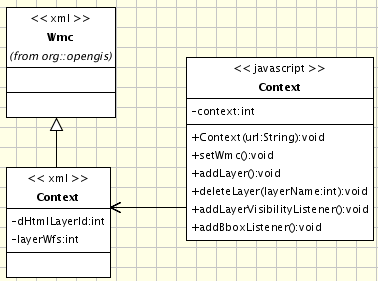 << xml >>
Wmc
(from org::opengis)
<< javascript >>
Context
-context:int
+Context(url:String):void
+setWmc():void
+addLayer():void
+deleteLayer(layerName:int):void
+addLayerVisibilityListener():void
+addBboxListener():void
<< xml >>
Context
-dHtmlLayerId:int
-layerWfs:int